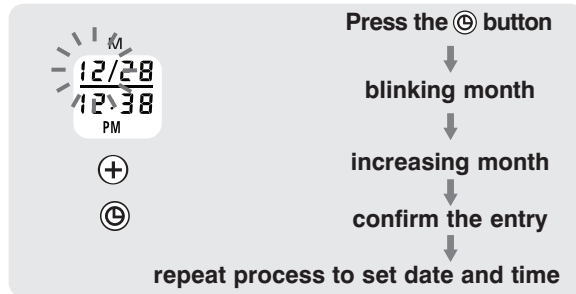 Press the button
M
12/28
blinking month
12:38
PM
increasing month
confirm the entry
repeat process to set date and time